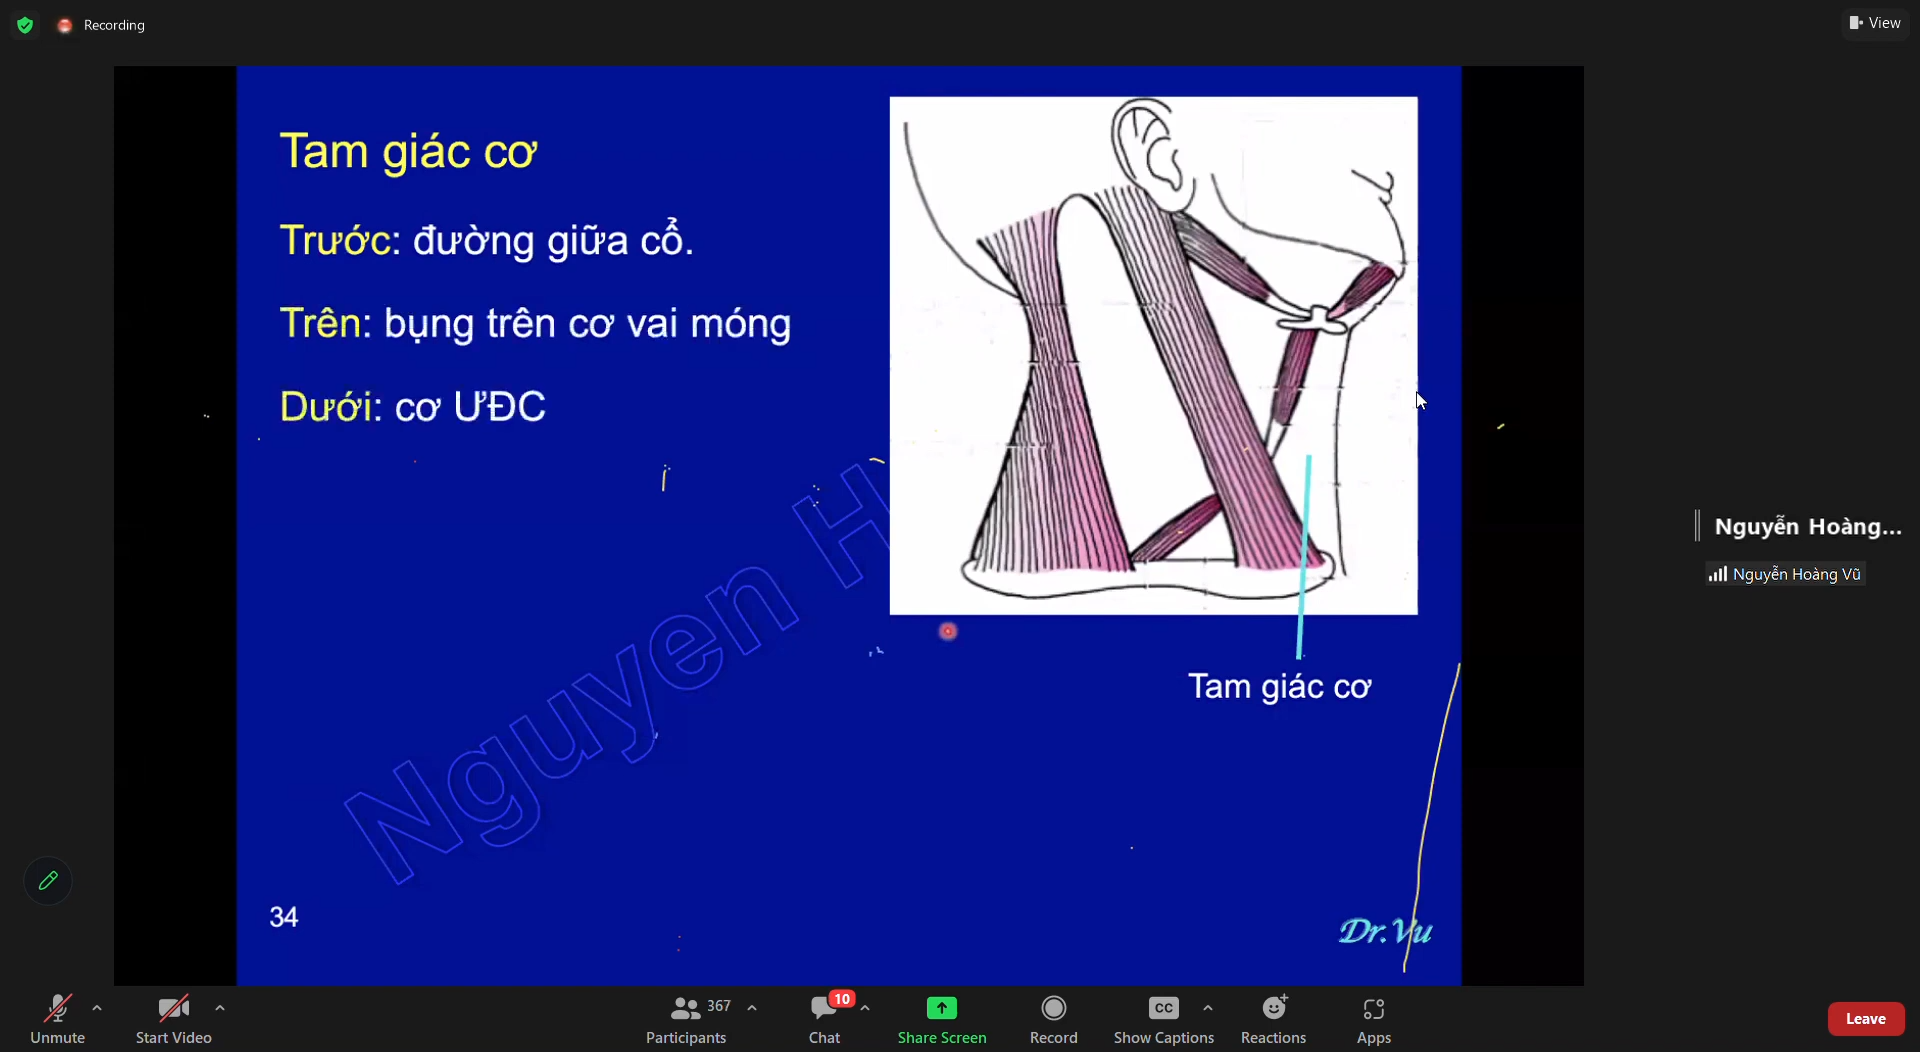 Recording
View
Tam giác cơ
Trước: đường giữa cổ.
Trên: bụng trên cơ vai móng
Dưới: cơ ƯĐC
Nguyen H
Tam giác cơ
34
Dr.Vu
Nguyễn Hoàng...
Nguyễn Hoàng Vũ
Unmute
Start Video
367
Participants
10
Chat
Share Screen
Record
CC
Show Captions
Reactions
Apps
Leave